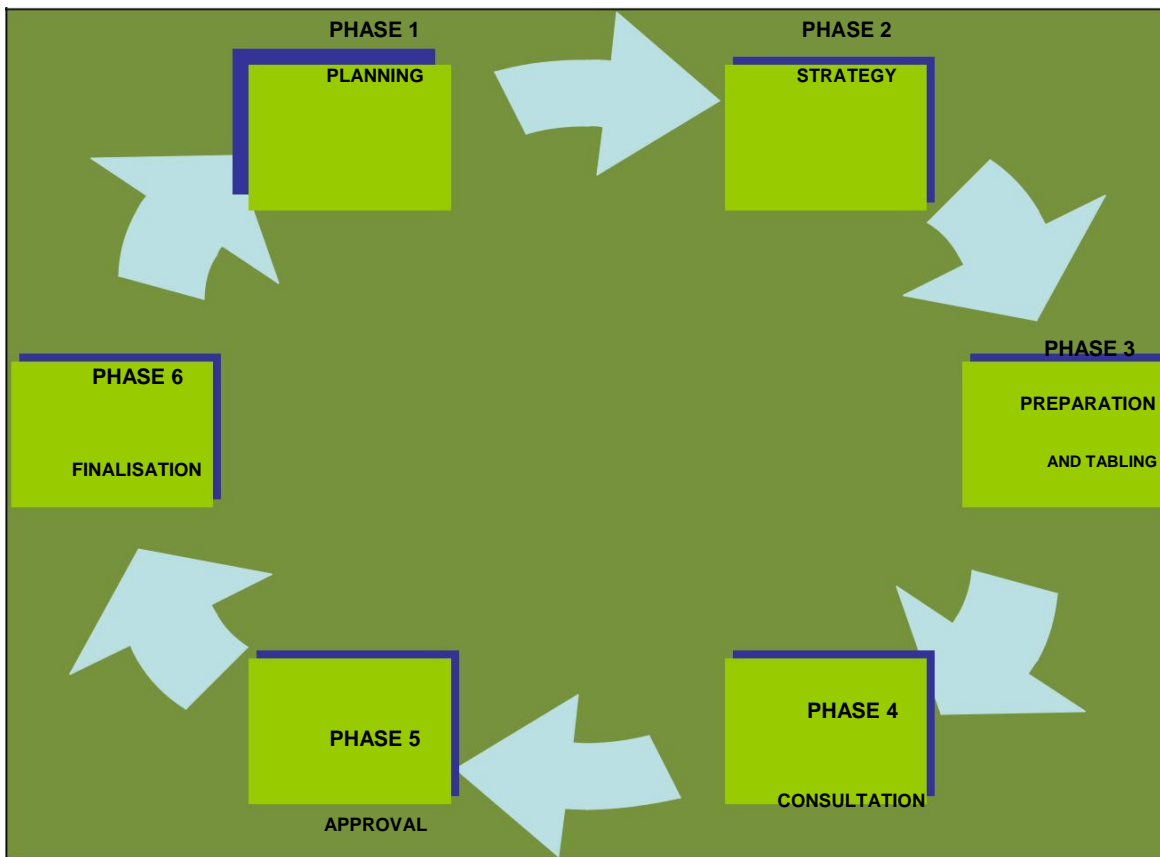 PHASE 1
PLANNING
PHASE 2
STRATEGY
PHASE 3
PREPARATION
AND TABLING
PHASE 4
CONSULTATION
PHASE 5
APPROVAL
PHASE 6
FINALISATION